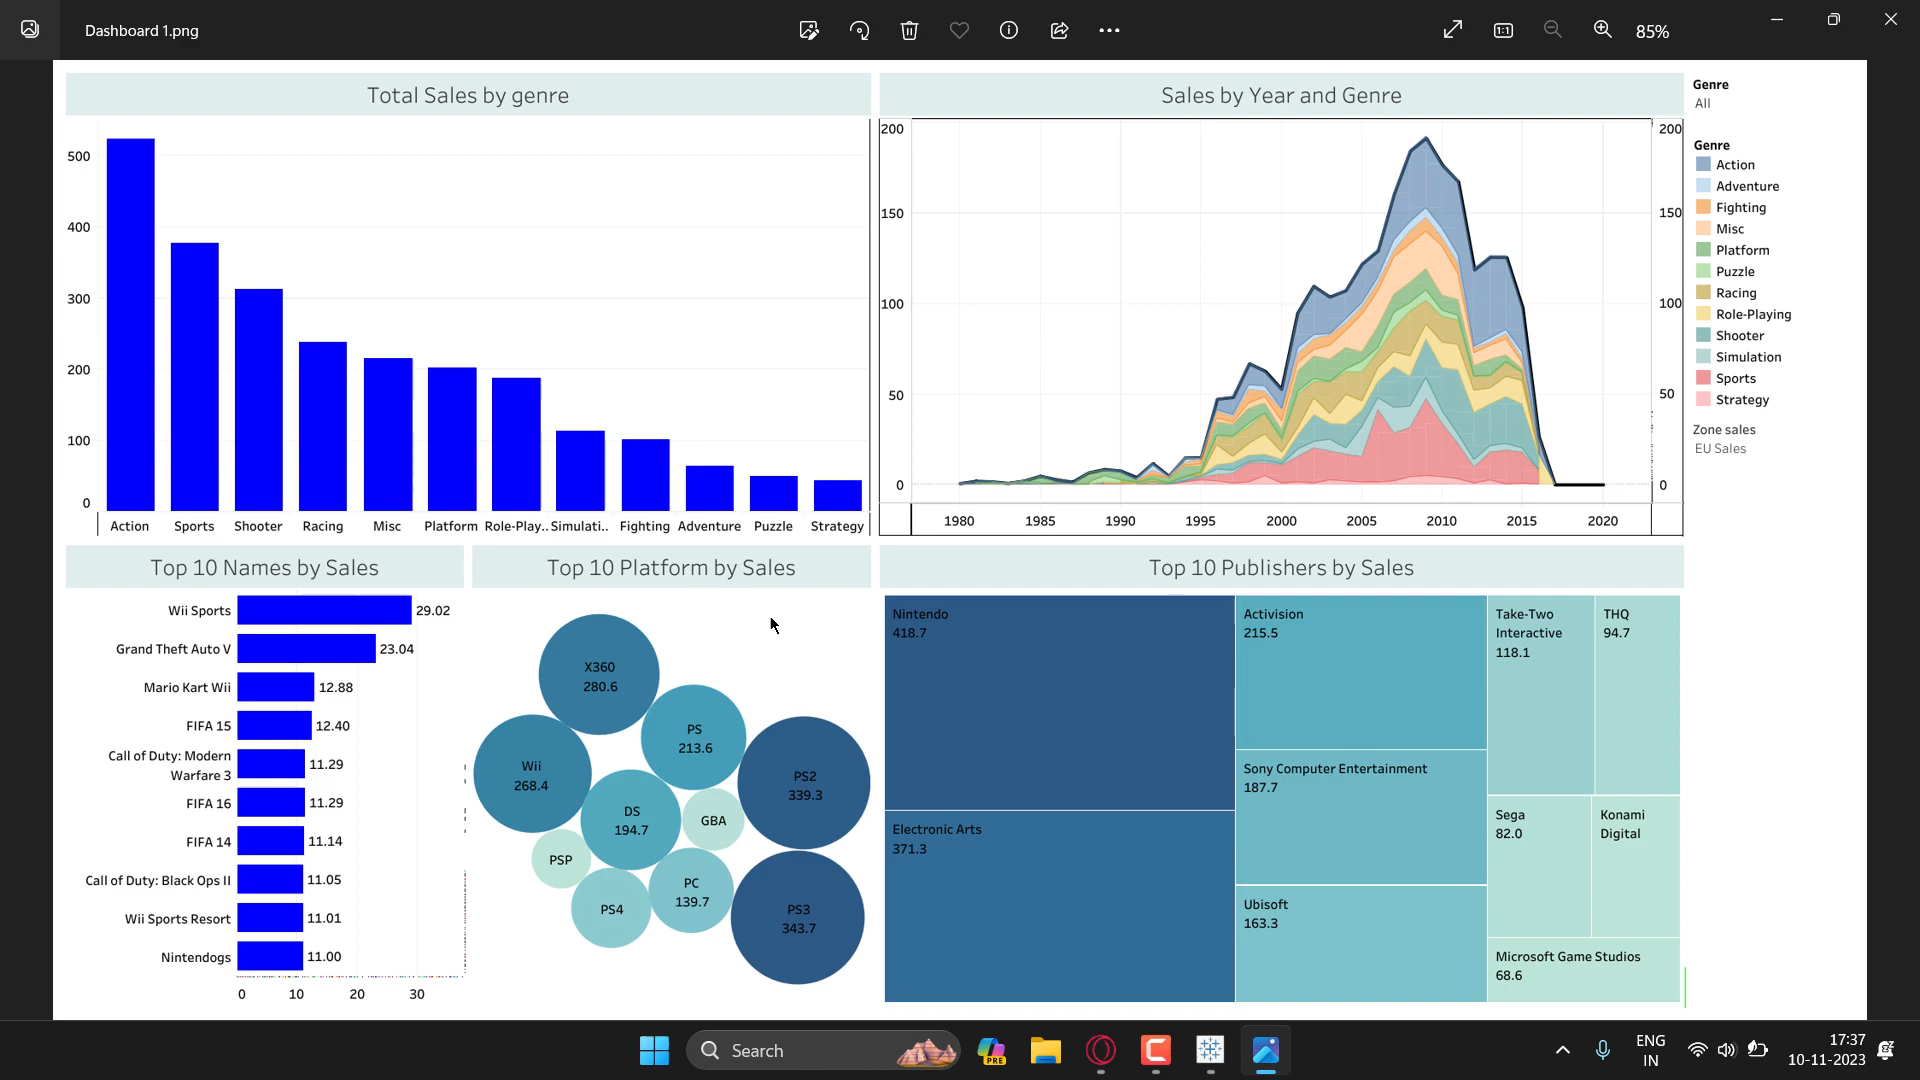 Dashboard 1.png
85%
Total Sales by genre
500
400
300
200
100
0
Action Sports Shooter Racing Misc Platform Role-Play.. Simulati.. Fighting Adventure Puzzle Strategy
Sales by Year and Genre
200 200
150 150
100 100
50 50
0 0
1980 1985 1990 1995 2000 2005 2010 2015 2020
Genre
All
Genre
Action
Adventure
Fighting
Misc
Platform
Puzzle
Racing
Role-Playing
Shooter
Simulation
Sports
Strategy
Zone sales
EU Sales
Top 10 Names by Sales
Wii Sports 29.02
Grand Theft Auto V 23.04
Mario Kart Wii 12.88
FIFA 15 12.40
Call of Duty: Modern
Warfare 3 11.29
FIFA 16 11.29
FIFA 14 11.14
Call of Duty: Black Ops II 11.05
Wii Sports Resort 11.01
Nintendogs 11.00
0 10 20 30
Top 10 Platform by Sales
X360
280.6
PS
213.6
Wii
268.4
PS2
339.3
DS
194.7
GBA
PSP
PC
139.7
PS4
PS3
343.7
Top 10 Publishers by Sales
Nintendo
418.7
Electronic Arts
371.3
Activision
215.5
Sony Computer Entertainment
187.7
Ubisoft
163.3
Take-Two
Interactive
118.1
THQ
94.7
Sega
82.0
Konami
Digital
Microsoft Game Studios
68.6
Search
PRE
ENG
IN
17:37
10-11-2023